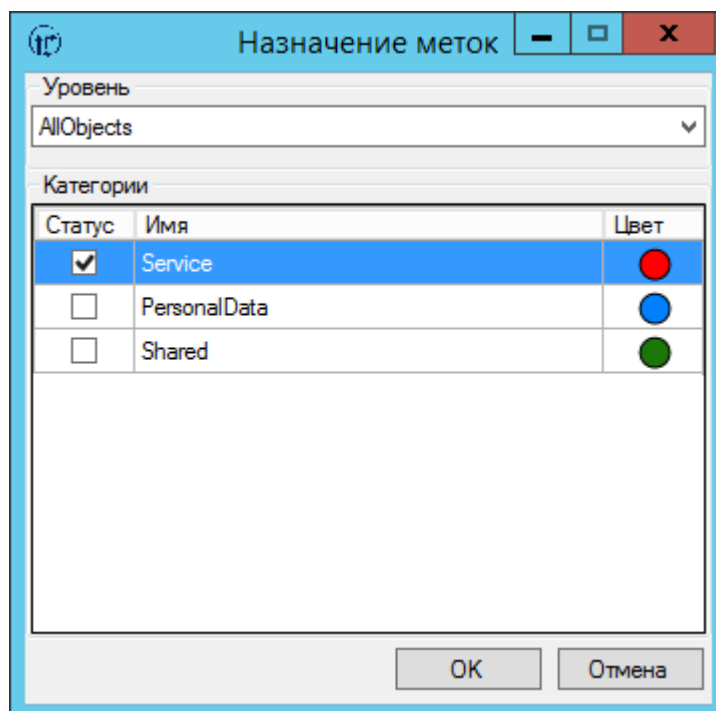 Назначение меток
Уровень
AllObjects
Категории
Статус Имя Цвет
Service
PersonalData
Shared
OK Отмена